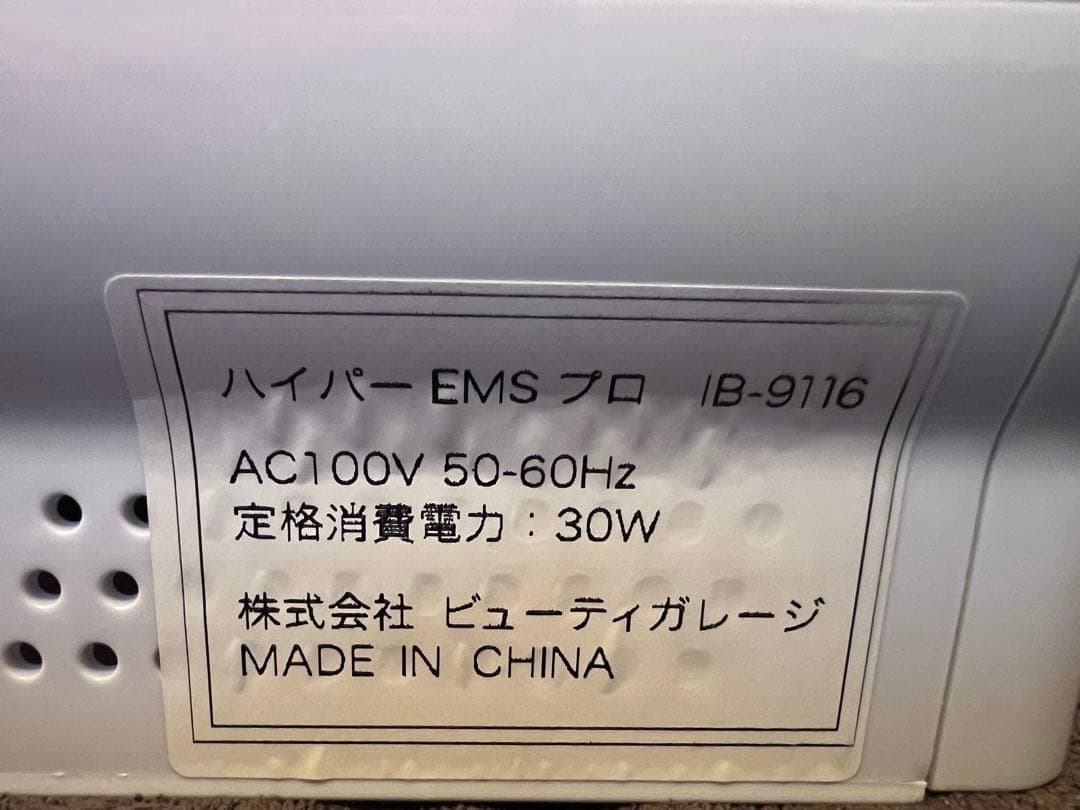 ハイパー EMS プロ IB-9116
AC100V 50-60Hz
定格消費電力：30W
株式会社 ビューティガレージ
MADE IN CHINA